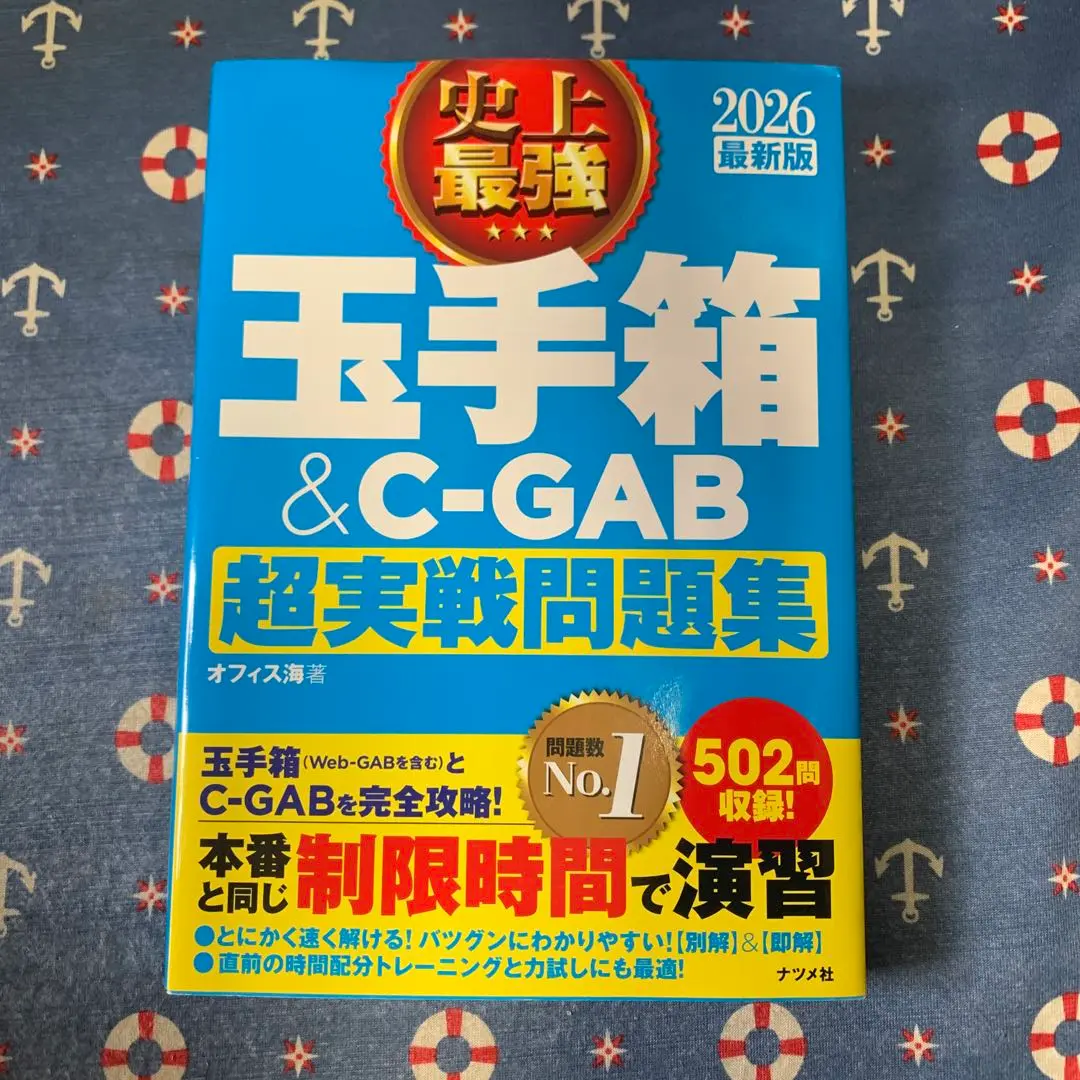 史上
最強
2026
最新版
玉手箱
&C-GAB
超実戦問題集
オフィス海 著
玉手箱(Web-GABを含む)と
C-GABを完全攻略!
問題数
No.1
502問
収録!
本番
と同じ
制限時間で演習
●とにかく速く解ける! バツグンにわかりやすい!【別解】&【即解】
●直前の時間配分トレーニングと力試しにも最適!
ナツメ社